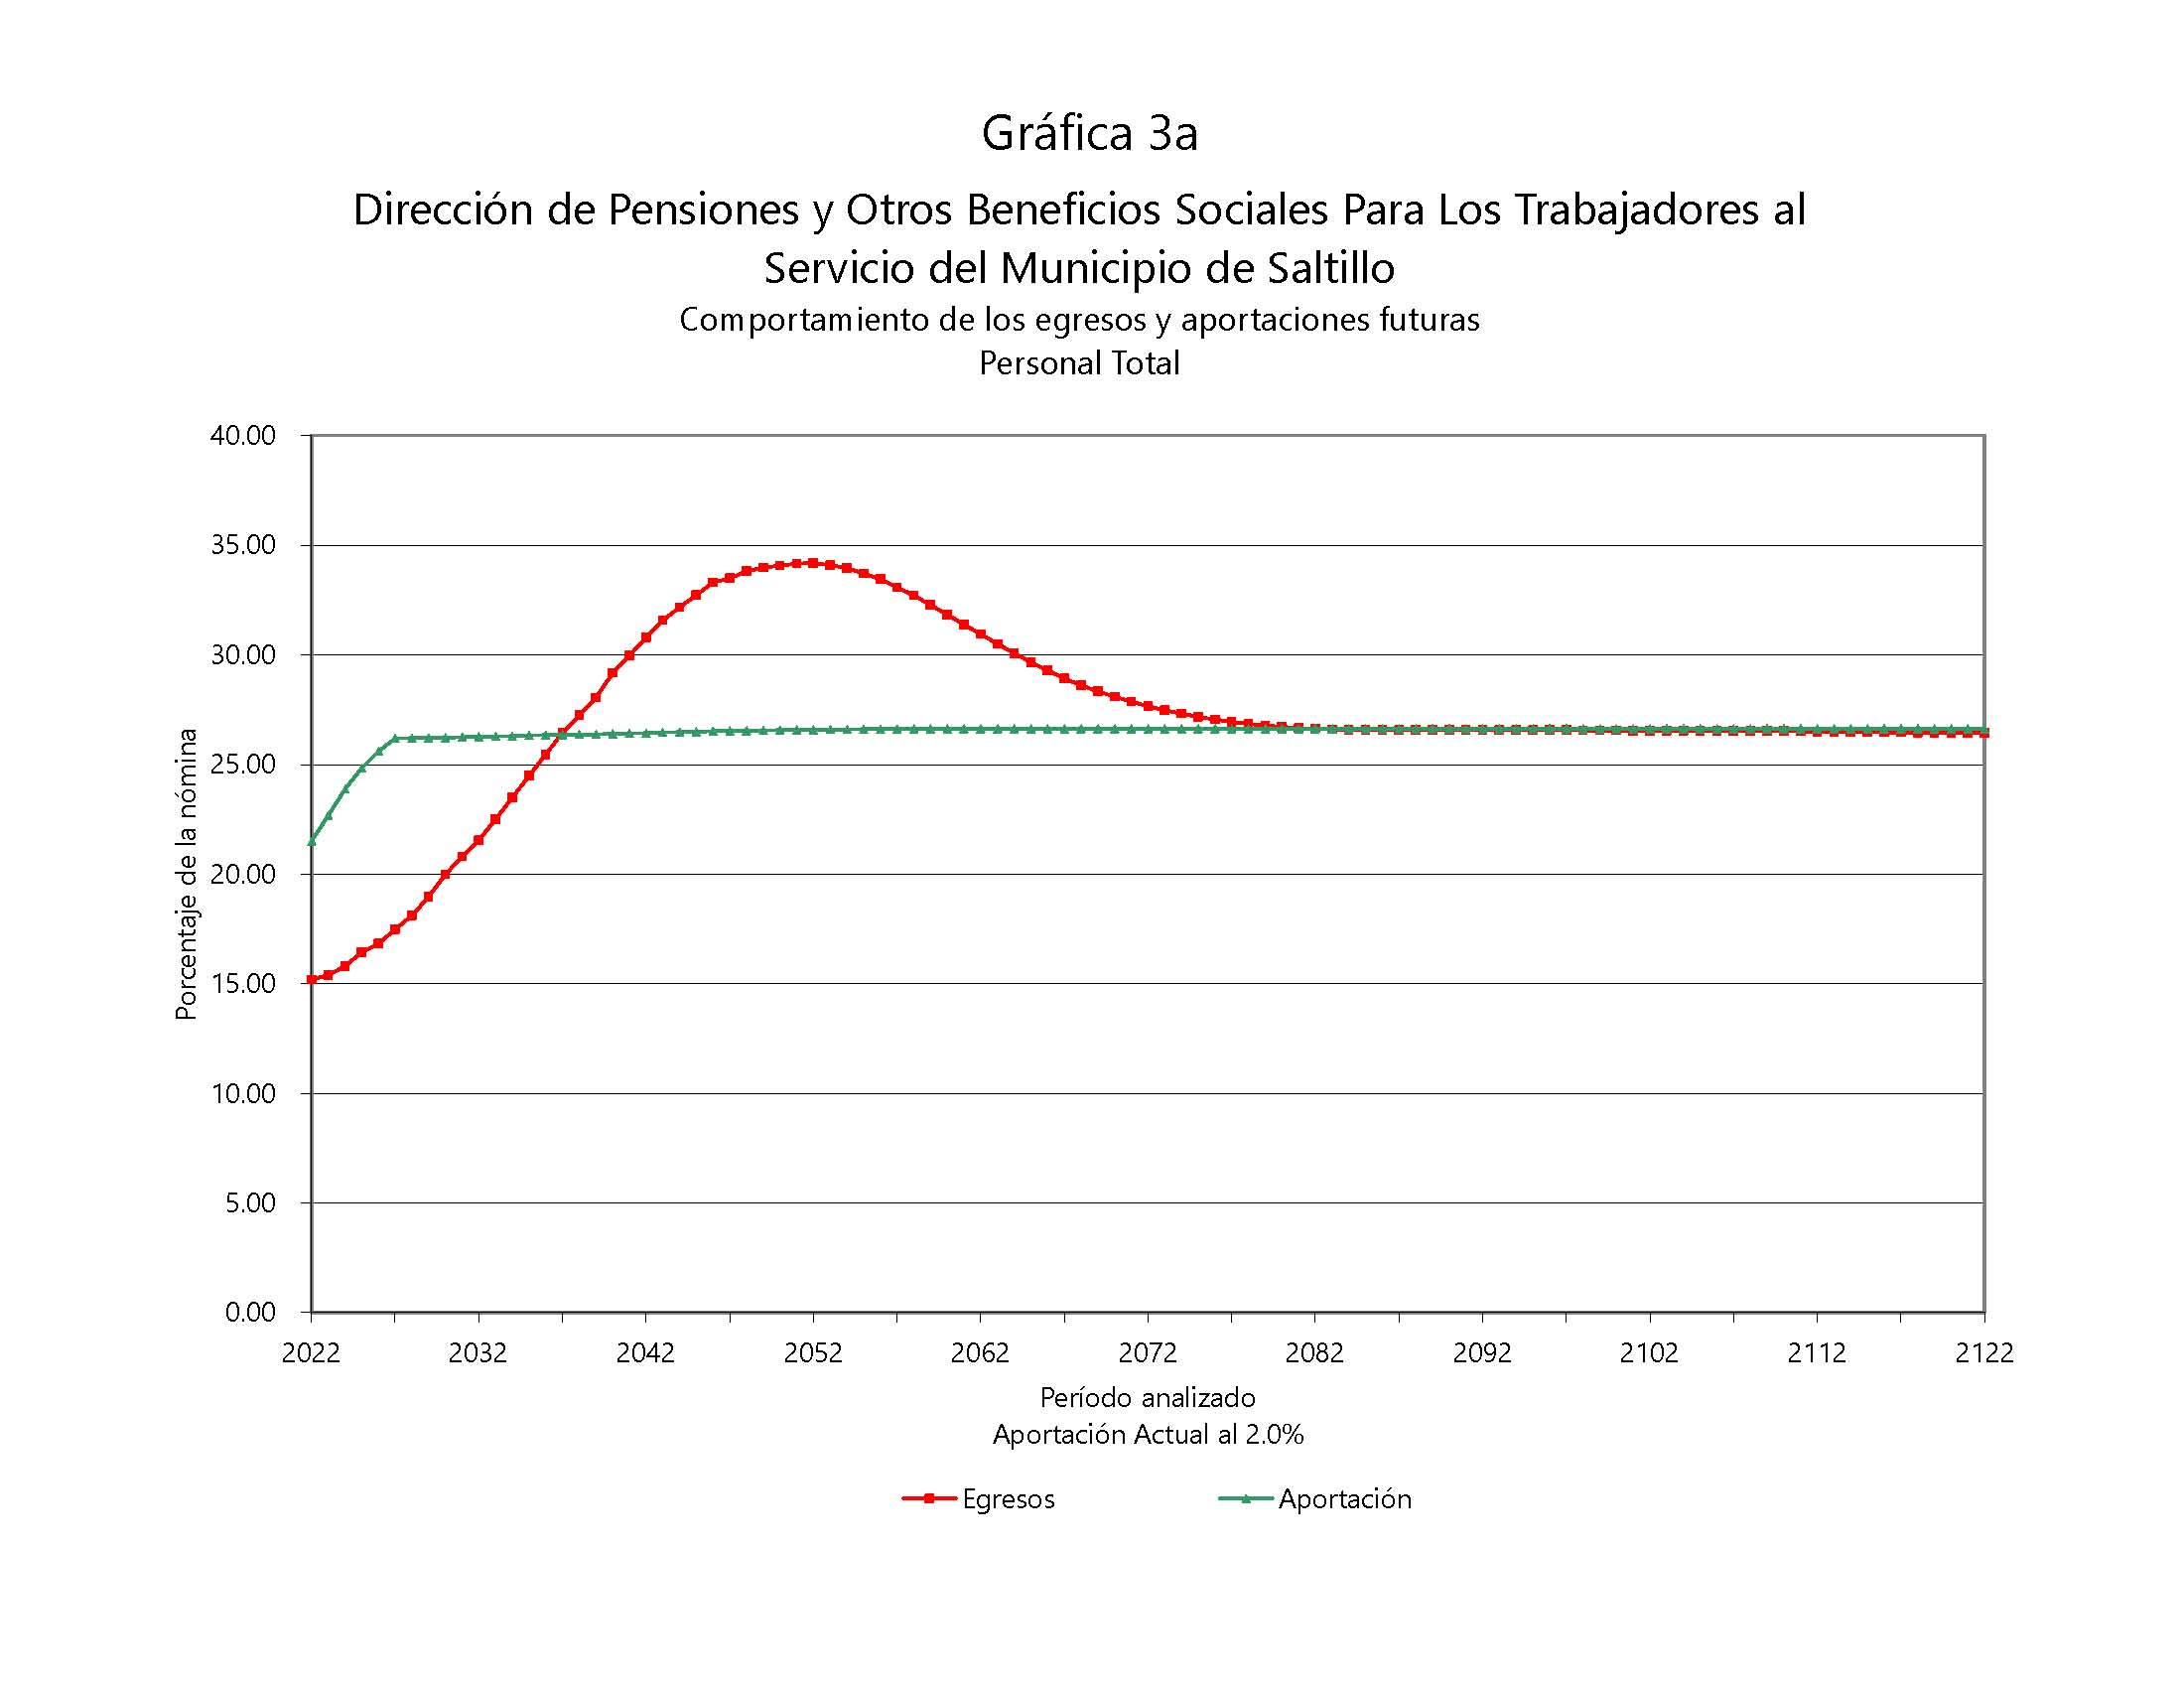 Gráfica 3a
Dirección de Pensiones y Otros Beneficios Sociales Para Los Trabajadores al
Servicio del Municipio de Saltillo
Comportamiento de los egresos y aportaciones futuras
Personal Total
Porcentaje de la nómina
40.00
35.00
30.00
25.00
20.00
15.00
10.00
5.00
0.00
2022 2032 2042 2052 2062 2072 2082 2092 2102 2112 2122
Período analizado
Aportación Actual al 2.0%
Egresos Aportación